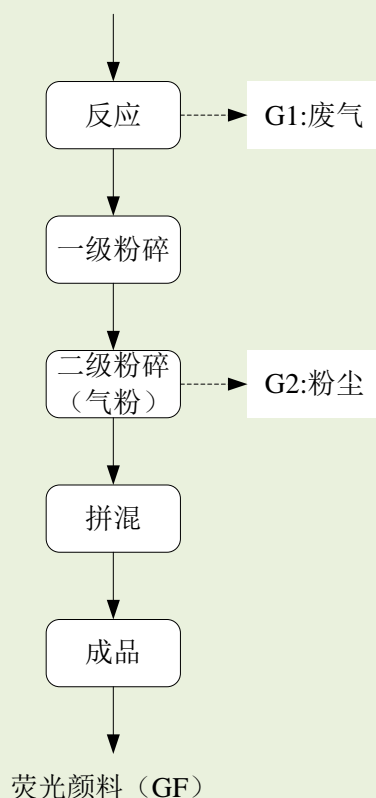 反应
G1:废气
一级粉碎
二级粉碎
（气粉）
G2:粉尘
拼混
成品
荧光颜料（GF）